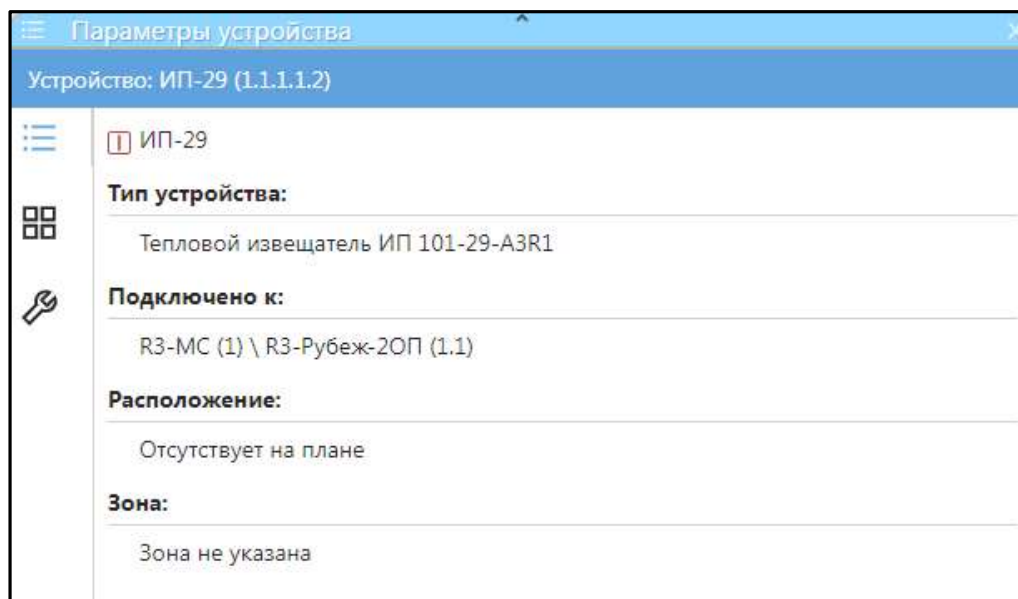 Параметры устройства
Устройство: ИП-29 (1.1.1.1.2)
ИП-29
Тип устройства:
Тепловой извещатель ИП 101-29-A3R1
Подключено к:
R3-МС (1) \ R3-Рубеж-2ОП (1.1)
Расположение:
Отсутствует на плане
Зона:
Зона не указана